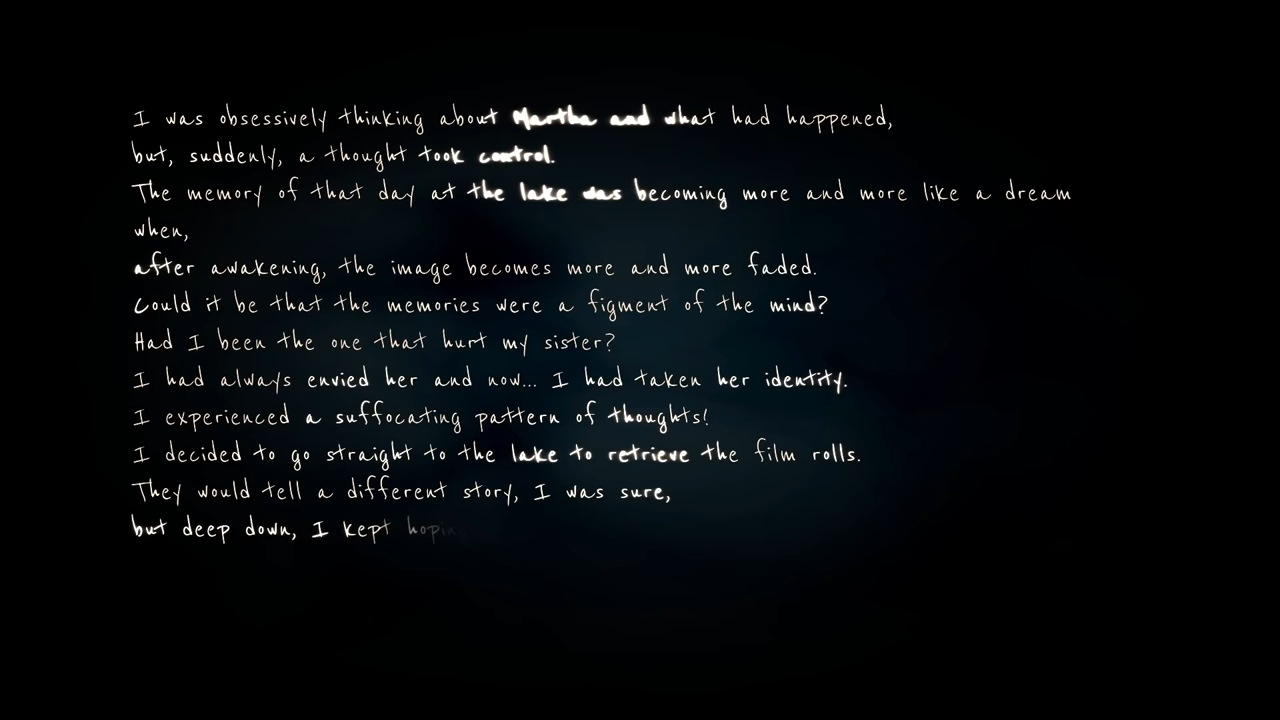 I was obsessively thinking about Martha and what had happened,
but, suddenly, a thought took control.
The memory of that day at the lake was becoming more and more like a dream
when,
after awakening, the image becomes more and more faded.
Could it be that the memories were a figment of the mind?
Had I been the one that hurt my sister?
I had always envied her and now... I had taken her identity.
I experienced a suffocating pattern of thoughts!
I decided to go straight to the lake to retrieve the film rolls.
They would tell a different story, I was sure,
but deep down, I kept